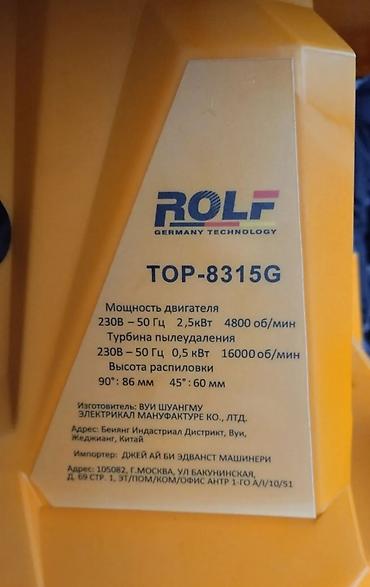 ROLF
GERMANY TECHNOLOGY
TOP-8315G
Мощность двигателя
230В – 50 Гц 2,5кВт 4800 об/мин
Турбина пылеудаления
230В – 50 Гц 0,5 кВт 16000 об/мин
Высота распиловки
90°: 86 мм 45°: 60 мм
Изготовитель: ВУИ ШУАНГМУ
ЭЛЕКТРИКАЛ МАНУФАКТУРЕ КО., ЛТД.
Адрес: Беиянг Индастриал Дистрикт, Вуи,
Жеджианг, Китай
Импортер: ДЖЕЙ АЙ БИ ЭДВАНСТ МАШИНЕРИ
Адрес: 105082, Г.МОСКВА, УЛ БАКУНИНСКАЯ,
Д. 69 СТР. 1, ЭТ/ПОМ/КОМ/ОФИС АНТР 1-ГО А/I/10/51